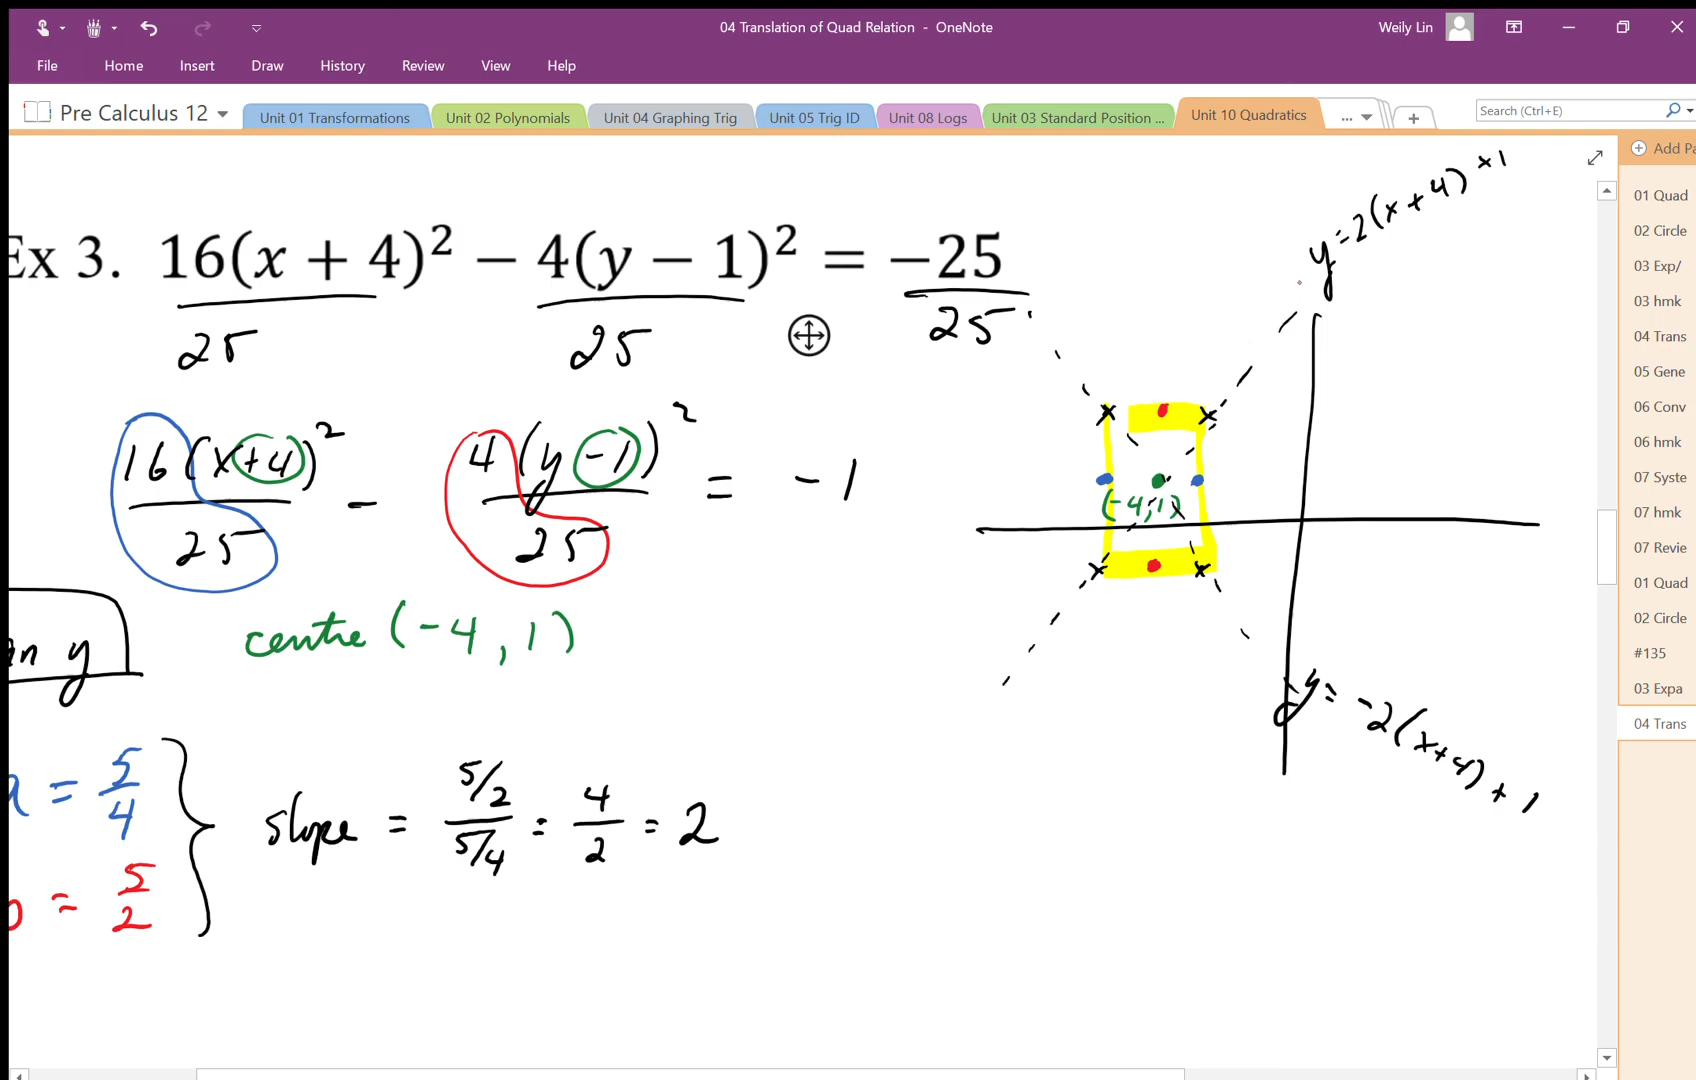 04 Translation of Quad Relation - OneNote
Weily Lin
File Home Insert Draw History Review View Help
Pre Calculus 12
Unit 01 Transformations
Unit 02 Polynomials
Unit 04 Graphing Trig
Unit 05 Trig ID
Unit 08 Logs
Unit 03 Standard Position ...
Unit 10 Quadratics
...
Search (Ctrl+E)
Add Pa
01 Quad
02 Circle
03 Exp/
03 hmk
04 Trans
05 Gene
06 Conv
06 hmk
07 Syste
07 hmk
07 Revie
01 Quad
02 Circle
#135
03 Expa
04 Trans
Ex 3. 16(x + 4)² − 4(y − 1)² = −25
25 25 25
16(x+4)²/25 − 4(y−1)²/25 = −1
centre (−4, 1)
y
a = 5/4
b = 5/2
slope = (5/2)/(5/4) = 4/2 = 2
y = 2(x + 4) + 1
(−4, 1)
y = −2(x+4) + 1